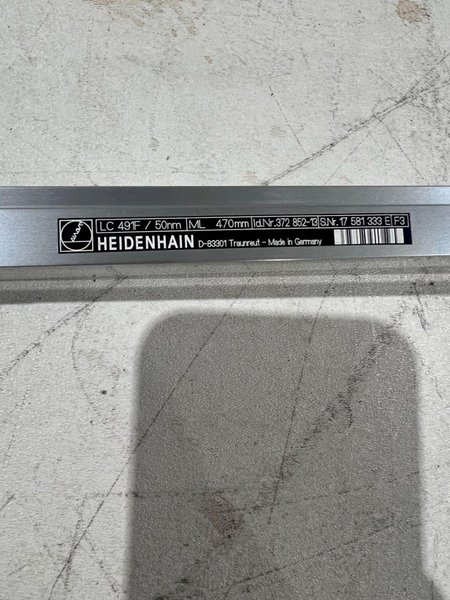 LC 491F / 50nm ML 470mm Id.Nr.372 852-13 S.Nr.17 581 333 E F3
HEIDENHAIN D-83301 Traunreut - Made in Germany